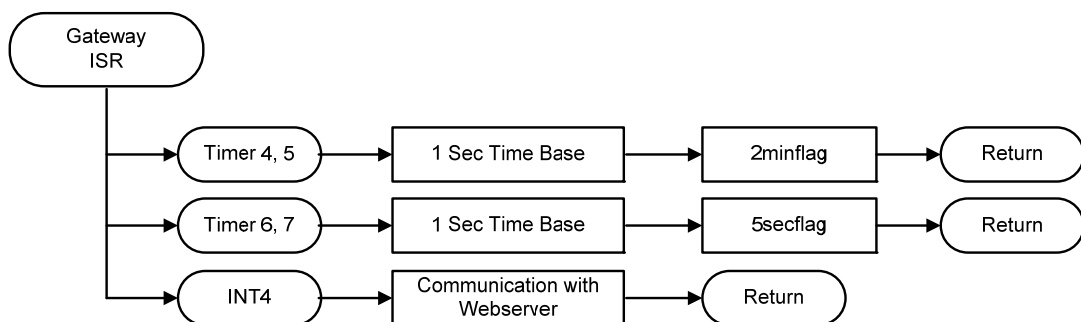 Gateway
ISR
Timer 4, 5
1 Sec Time Base
2minflag
Return
Timer 6, 7
1 Sec Time Base
5secflag
Return
INT4
Communication with
Webserver
Return